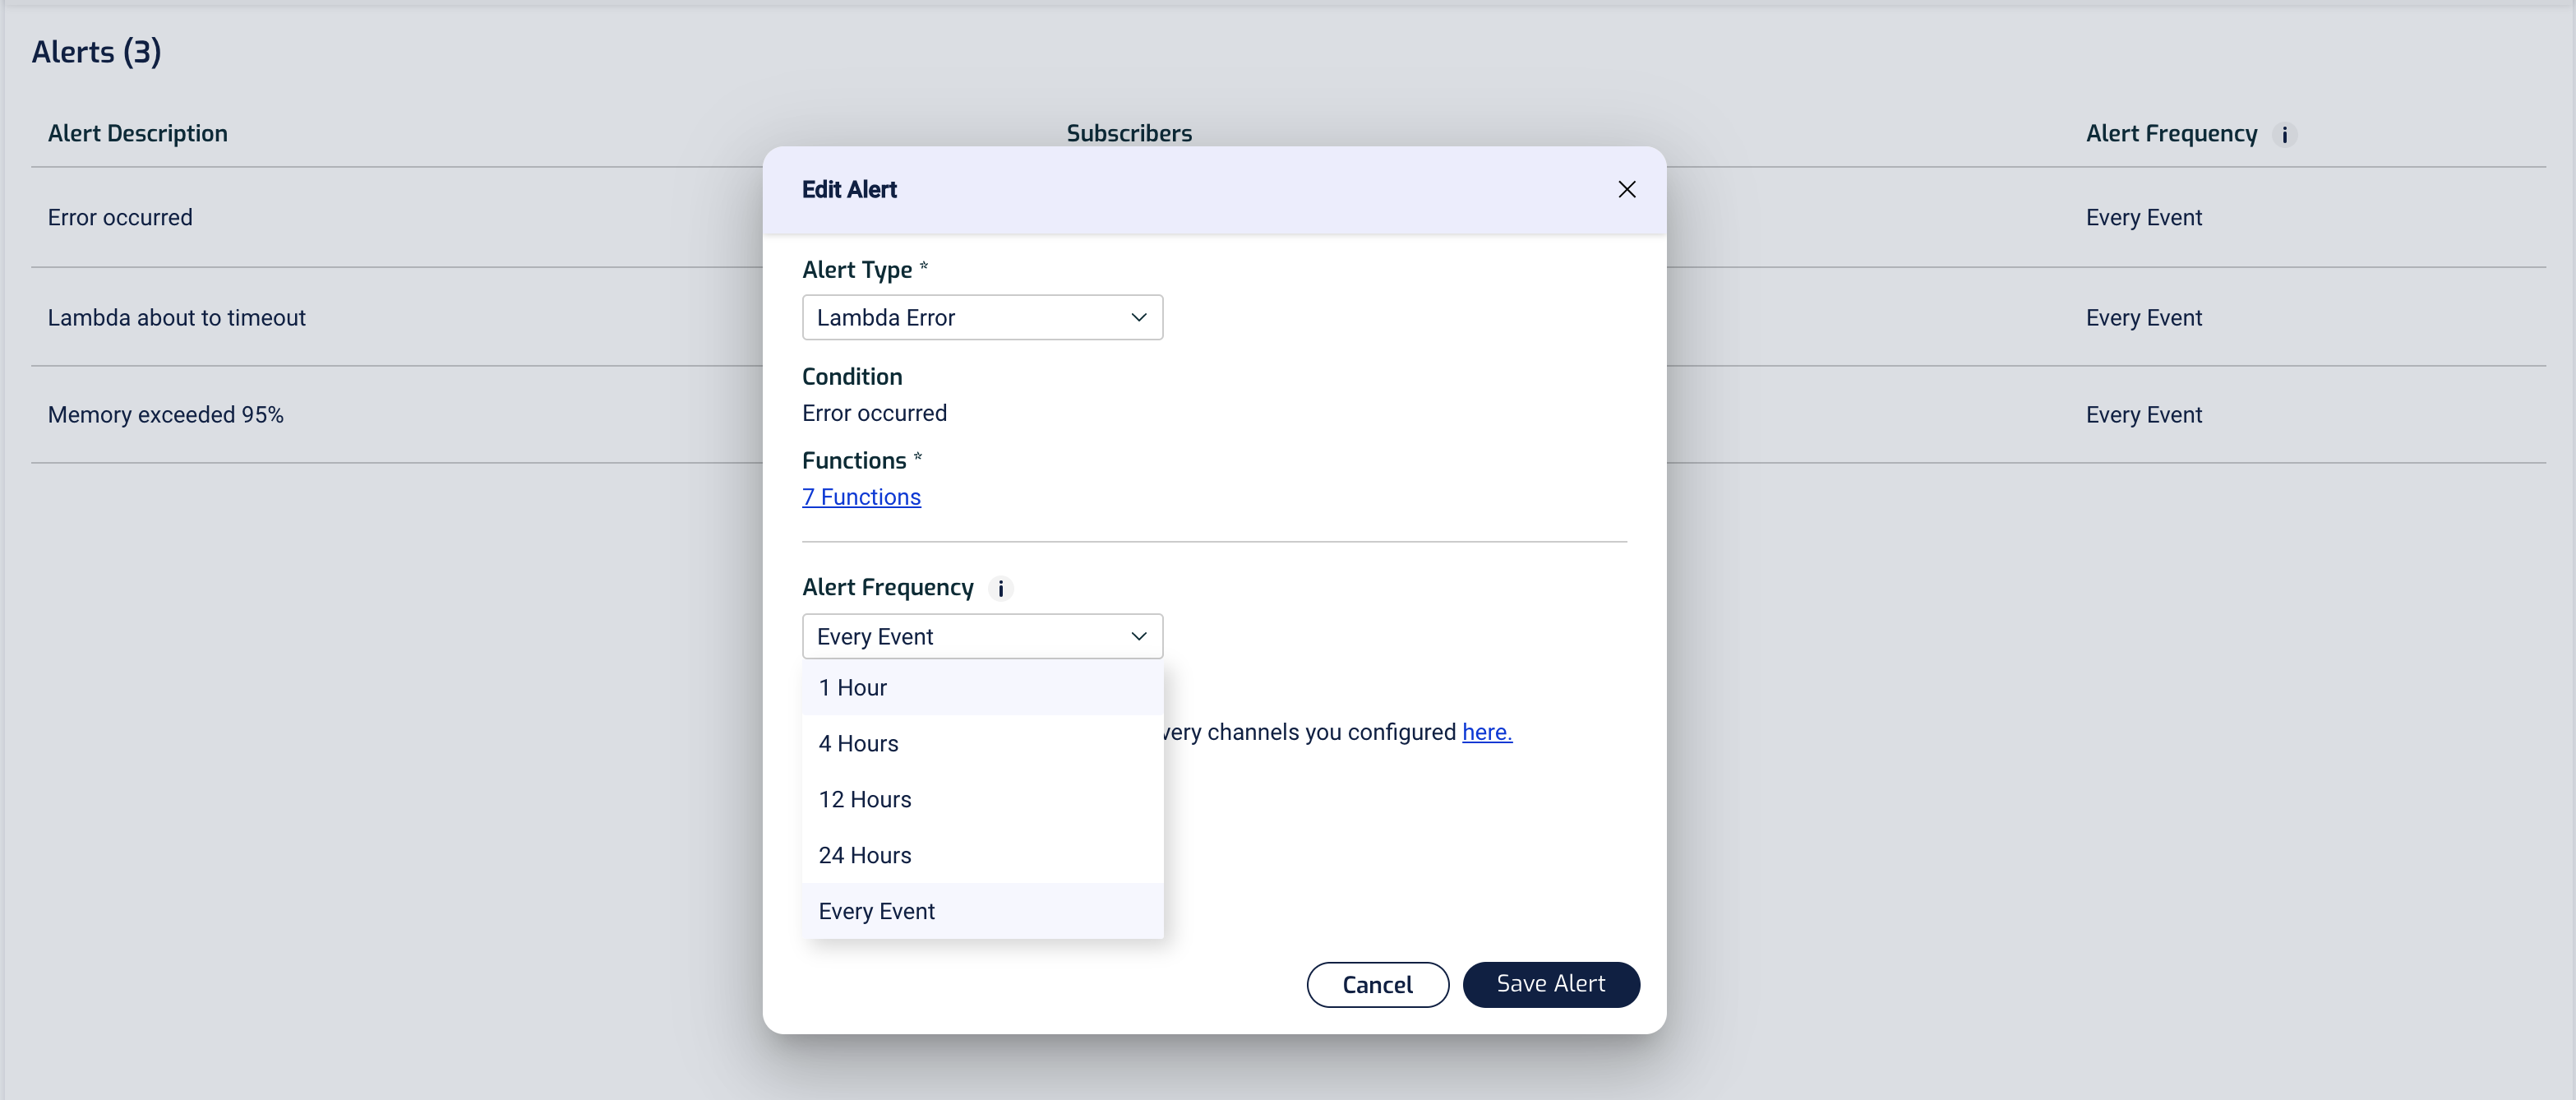 Alerts (3)
Alert Description Subscribers Alert Frequency i
Error occurred Every Event
Lambda about to timeout Every Event
Memory exceeded 95% Every Event
Edit Alert
Alert Type *
Lambda Error
Condition
Error occurred
Functions *
7 Functions
Alert Frequency i
Every Event
1 Hour
channels you configured here.
4 Hours
12 Hours
24 Hours
Every Event
Cancel Save Alert